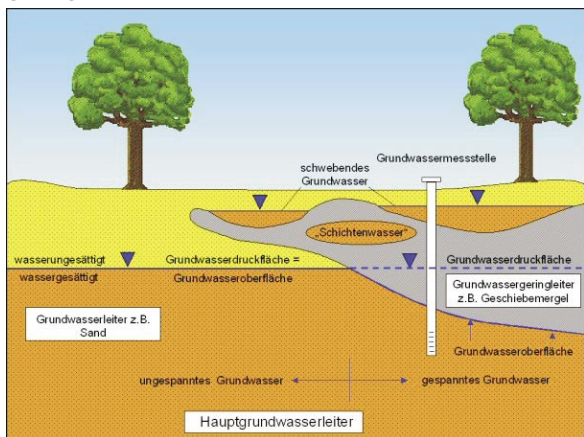 Grundwassermessstelle
schwebendes
Grundwasser
„Schichtenwasser"
wasserungesättigt
Grundwasserdruckfläche =
Grundwasserdruckfläche
wassergesättigt
Grundwasseroberfläche
Grundwassergeringleiter
z.B. Geschiebemergel
Grundwasserleiter z.B.
Sand
Grundwasseroberfläche
ungespanntes Grundwasser
gespanntes Grundwasser
Hauptgrundwasserleiter